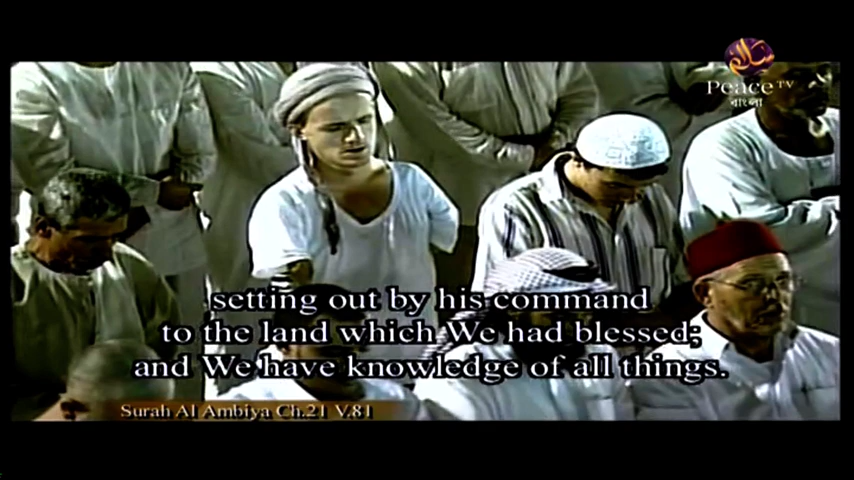 سلام
Peace TV
বাংলা
setting out by his command
to the land which We had blessed;
and We have knowledge of all things.
Surah Al Ambiya Ch.21 V.81